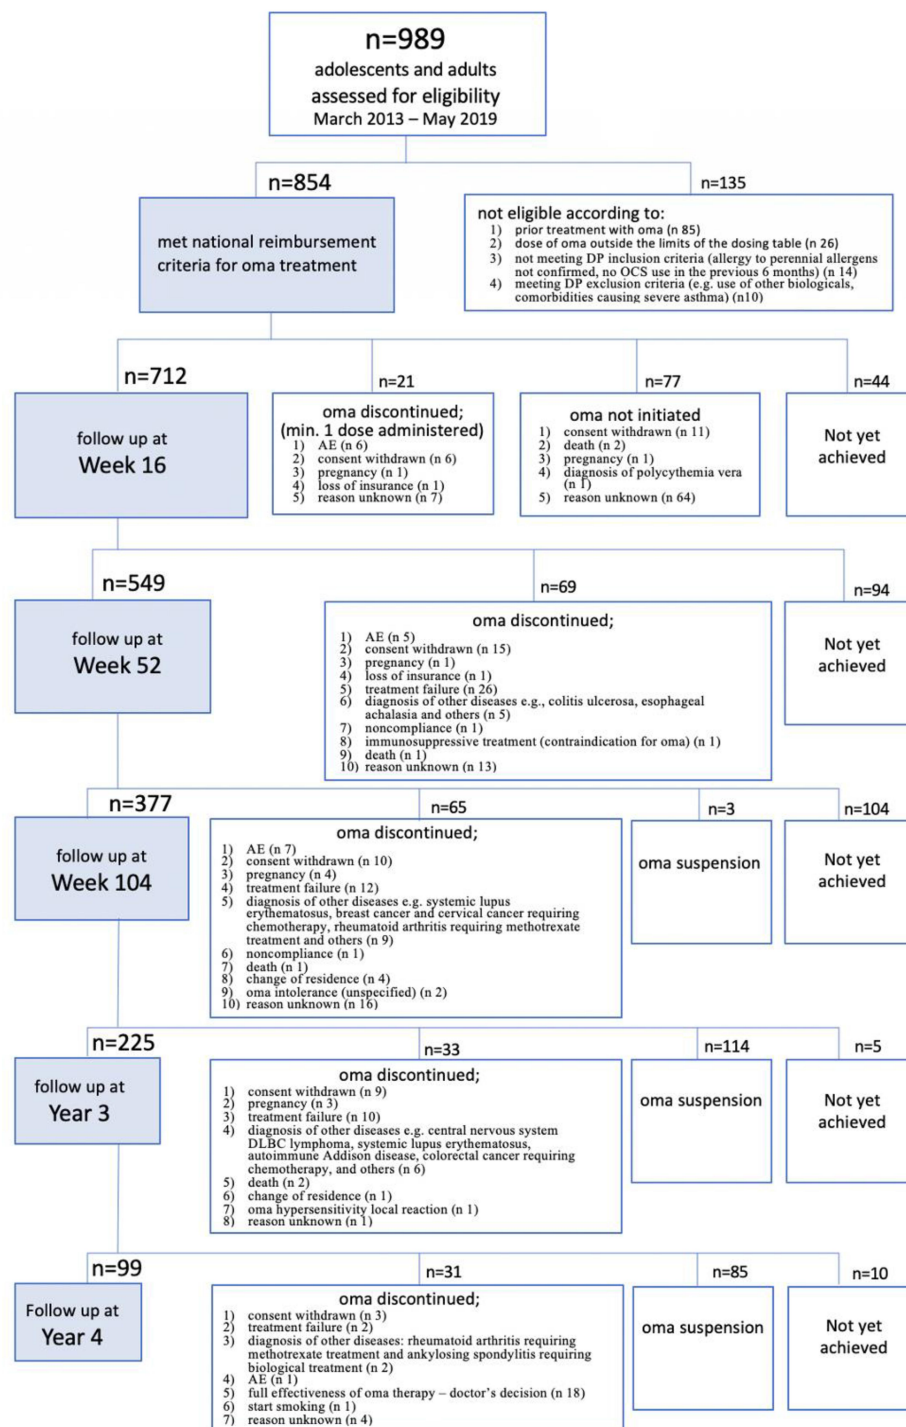 n=989
adolescents and adults
assessed for eligibility
March 2013 – May 2019
n=854
met national reimbursement
criteria for oma treatment
n=135
not eligible according to:
1) prior treatment with oma (n 85)
2) dose of oma outside the limits of the dosing table (n 26)
3) not meeting DP inclusion criteria (allergy to perennial allergens
not confirmed, no OCS use in the previous 6 months) (n 14)
4) meeting DP exclusion criteria (e.g. use of other biologicals,
comorbidities causing severe asthma) (n10)
n=712
follow up at
Week 16
n=21
oma discontinued;
(min. 1 dose administered)
1) AE (n 6)
2) consent withdrawn (n 6)
3) pregnancy (n 1)
4) loss of insurance (n 1)
5) reason unknown (n 7)
n=77
oma not initiated
1) consent withdrawn (n 11)
2) death (n 2)
3) pregnancy (n 1)
4) diagnosis of polycythemia vera
(n 1)
5) reason unknown (n 64)
n=44
Not yet
achieved
n=549
follow up at
Week 52
n=69
oma discontinued;
1) AE (n 5)
2) consent withdrawn (n 15)
3) pregnancy (n 1)
4) loss of insurance (n 1)
5) treatment failure (n 26)
6) diagnosis of other diseases e.g., colitis ulcerosa, esophageal
achalasia and others (n 5)
7) noncompliance (n 1)
8) immunosuppressive treatment (contraindication for oma) (n 1)
9) death (n 1)
10) reason unknown (n 13)
n=94
Not yet
achieved
n=377
follow up at
Week 104
n=65
oma discontinued;
1) AE (n 7)
2) consent withdrawn (n 10)
3) pregnancy (n 4)
4) treatment failure (n 12)
5) diagnosis of other diseases e.g. systemic lupus
erythematosus, breast cancer and cervical cancer requiring
chemotherapy, rheumatoid arthritis requiring methotrexate
treatment and others (n 9)
6) noncompliance (n 1)
7) death (n 1)
8) change of residence (n 4)
9) oma intolerance (unspecified) (n 2)
10) reason unknown (n 16)
n=3
oma suspension
n=104
Not yet
achieved
n=225
follow up at
Year 3
n=33
oma discontinued;
1) consent withdrawn (n 9)
2) pregnancy (n 3)
3) treatment failure (n 10)
4) diagnosis of other diseases e.g. central nervous system
DLBC lymphoma, systemic lupus erythematosus,
autoimmune Addison disease, colorectal cancer requiring
chemotherapy, and others (n 6)
5) death (n 2)
6) change of residence (n 1)
7) oma hypersensitivity local reaction (n 1)
8) reason unknown (n 1)
n=114
oma suspension
n=5
Not yet
achieved
n=99
Follow up at
Year 4
n=31
oma discontinued;
1) consent withdrawn (n 3)
2) treatment failure (n 2)
3) diagnosis of other diseases: rheumatoid arthritis requiring
methotrexate treatment and ankylosing spondylitis requiring
biological treatment (n 2)
4) AE (n 1)
5) full effectiveness of oma therapy – doctor’s decision (n 18)
6) start smoking (n 1)
7) reason unknown (n 4)
n=85
oma suspension
n=10
Not yet
achieved